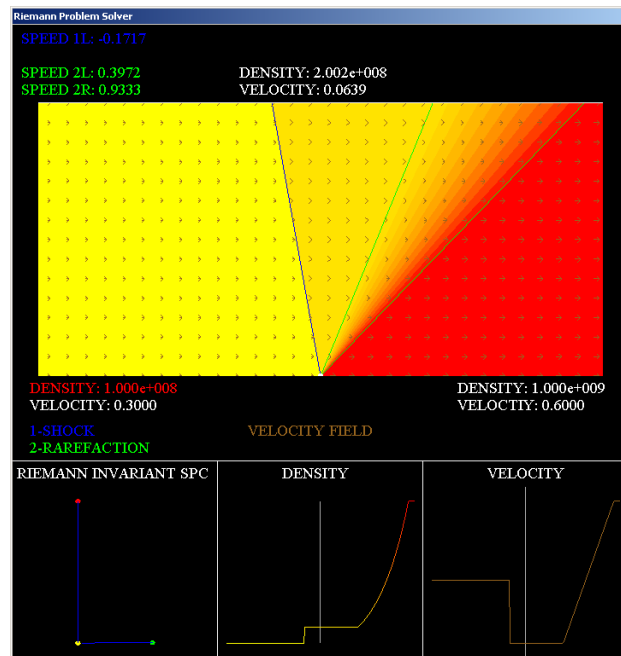 Riemann Problem Solver
SPEED 1L: -0.1717
SPEED 2L: 0.3972
DENSITY: 2.002e+008
SPEED 2R: 0.9333
VELOCITY: 0.0639
DENSITY: 1.000e+008
DENSITY: 1.000e+009
VELOCITY: 0.3000
VELOCTIY: 0.6000
1-SHOCK
VELOCITY FIELD
2-RAREFACTION
RIEMANN INVARIANT SPC
DENSITY
VELOCITY